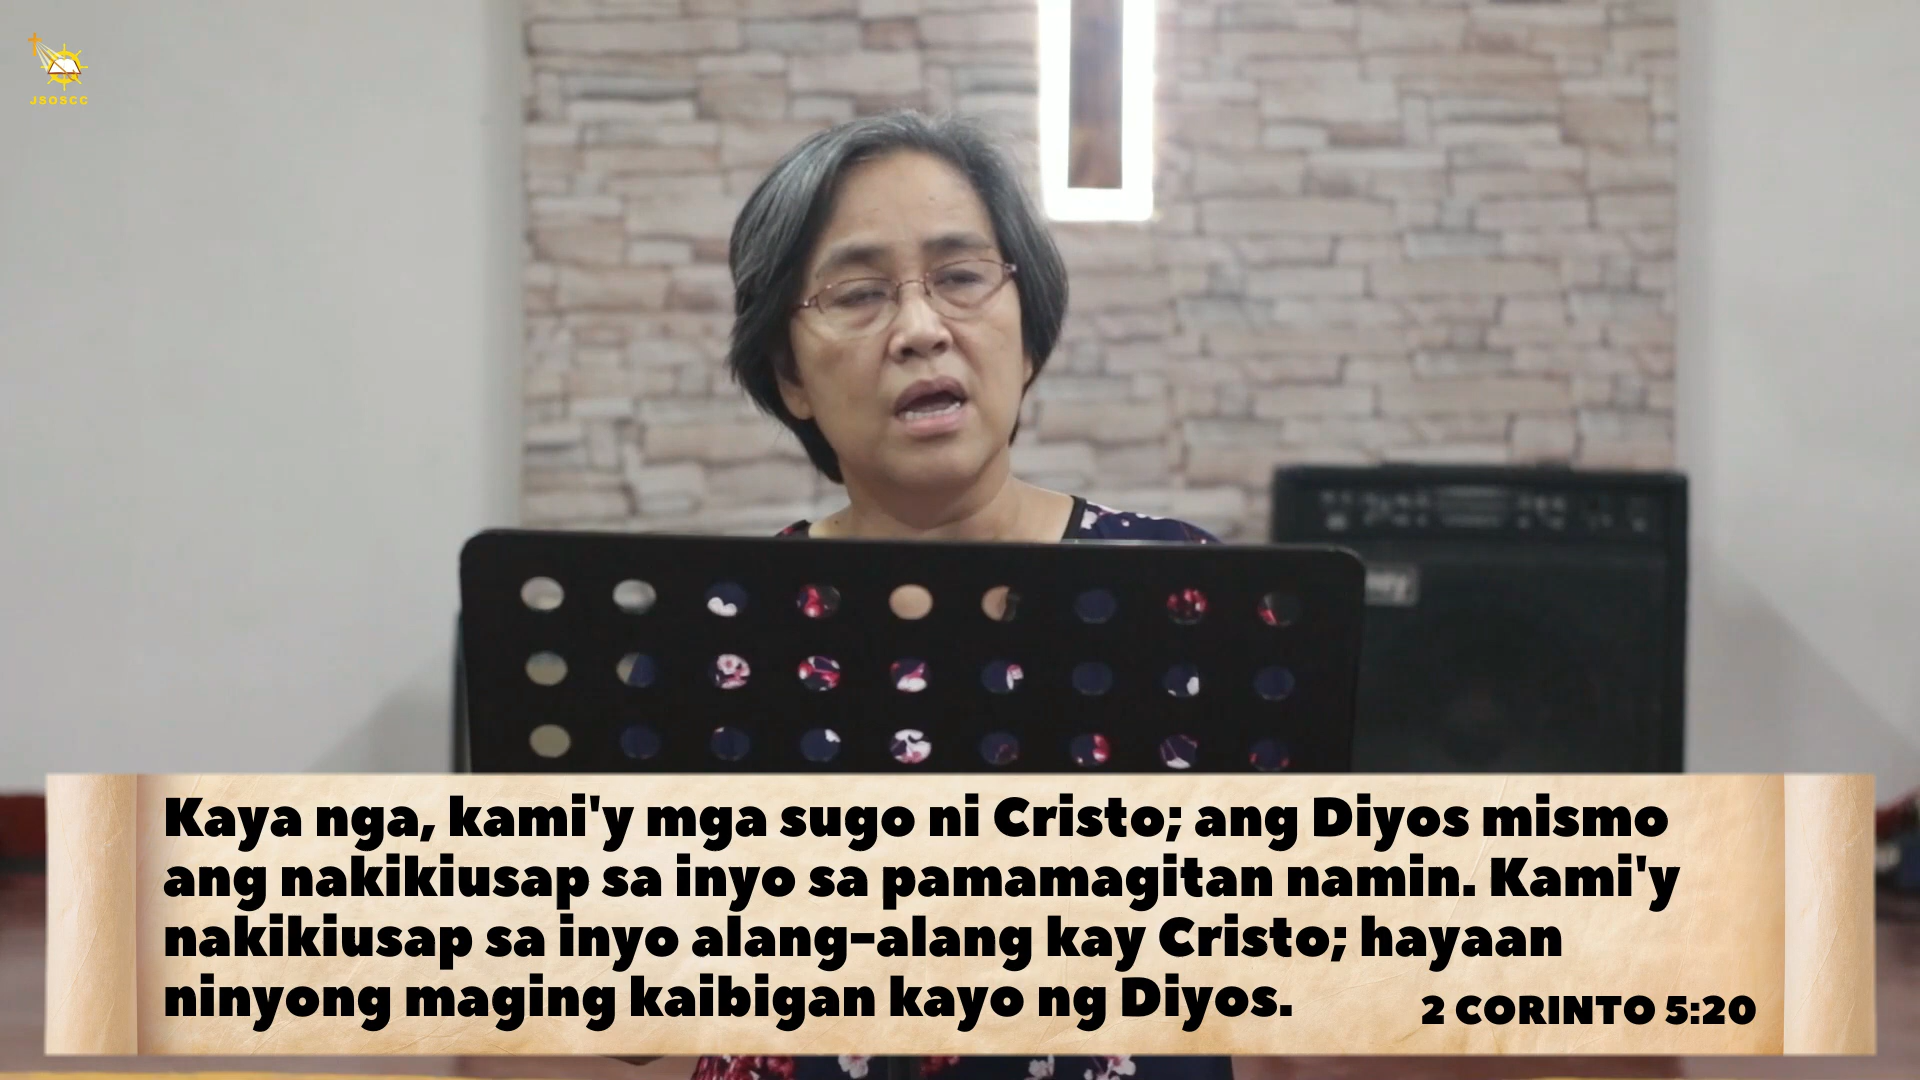 JSOSCC
Kaya nga, kami'y mga sugo ni Cristo; ang Diyos mismo
ang nakikiusap sa inyo sa pamamagitan namin. Kami'y
nakikiusap sa inyo alang-alang kay Cristo; hayaan
ninyong maging kaibigan kayo ng Diyos.
2 CORINTO 5:20